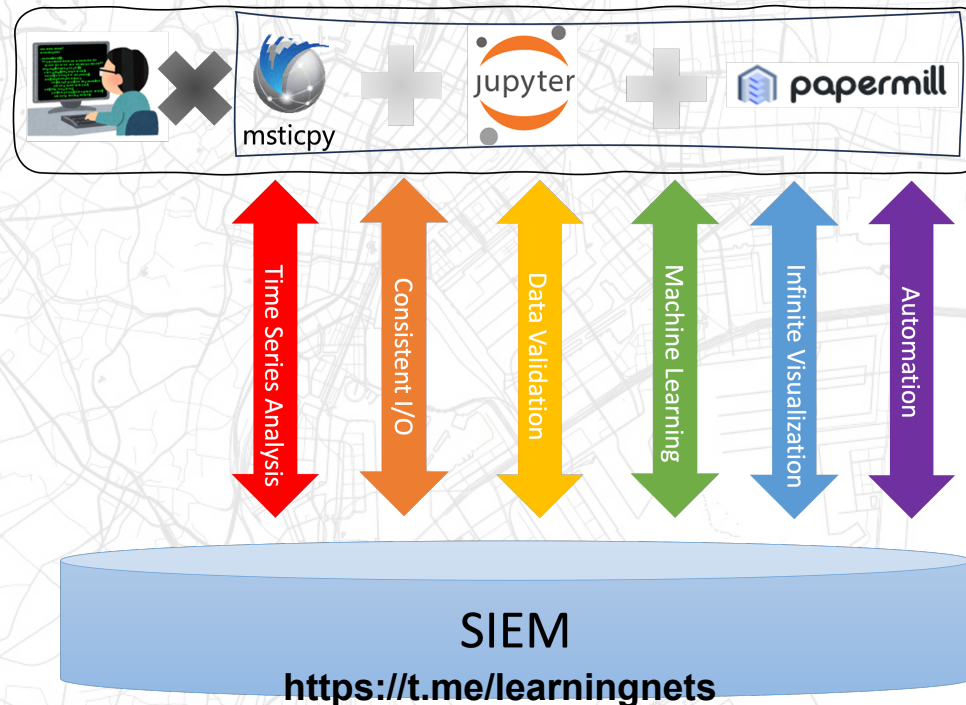 msticpy
jupyter
papermill
Time Series Analysis
Consistent I/O
Data Validation
Machine Learning
Infinite Visualization
Automation
SIEM
https://t.me/learningnets